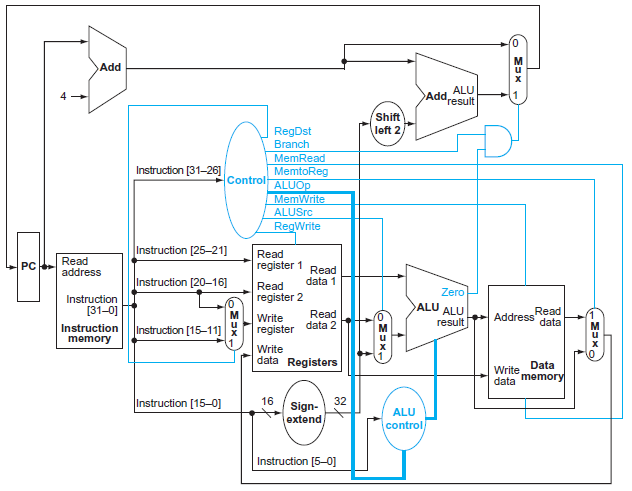 0
M
u
x
1
Add
4
Add
ALU
result
Shift
left 2
RegDst
Branch
MemRead
MemtoReg
ALUOp
MemWrite
ALUSrc
RegWrite
Instruction [31–26]
Control
PC
Read
address
Instruction
[31–0]
Instruction
memory
Instruction [25–21]
Instruction [20–16]
Instruction [15–11]
0
M
u
x
1
Read
register 1
Read
data 1
Read
register 2
Write
register
Read
data 2
Write
data
Registers
0
M
u
x
1
Zero
ALU
ALU
result
Address
Read
data
Write
data
Data
memory
1
M
u
x
0
Instruction [15–0]
16
Sign-
extend
32
ALU
control
Instruction [5–0]